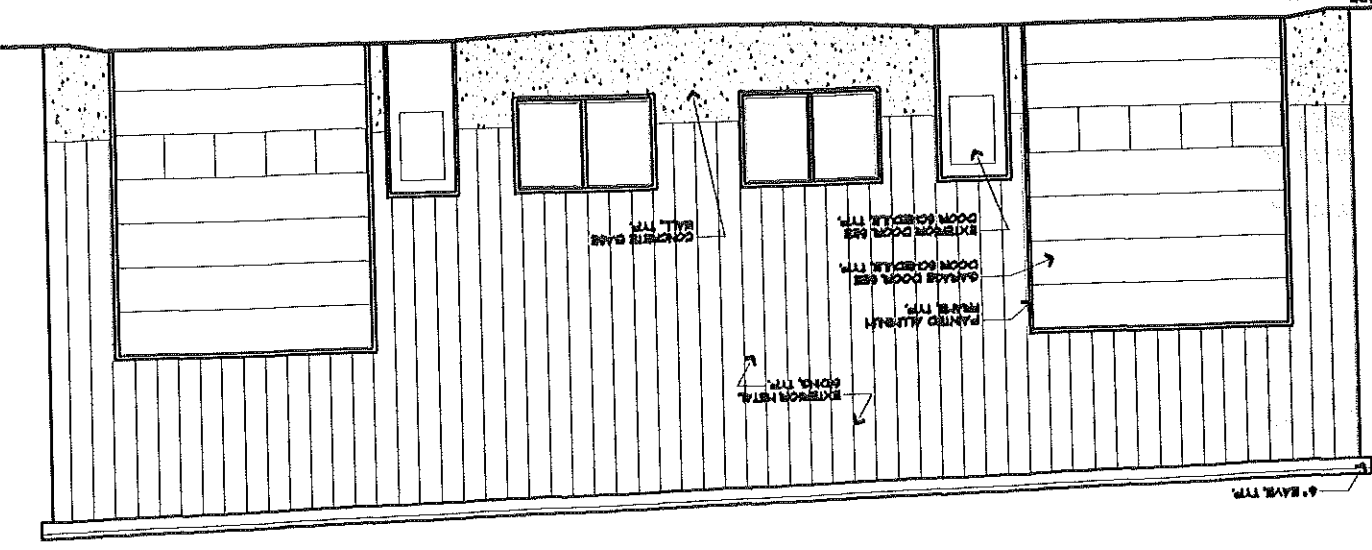 6" EAVE, TYP.
EXTERIOR METAL
SIDING, TYP.
PAINTED ALUMINUM
FRAME, TYP.
GARAGE DOOR, SEE
DOOR SCHEDULE, TYP.
EXTERIOR DOOR, SEE
DOOR SCHEDULE, TYP.
CONCRETE BASE
WALL, TYP.